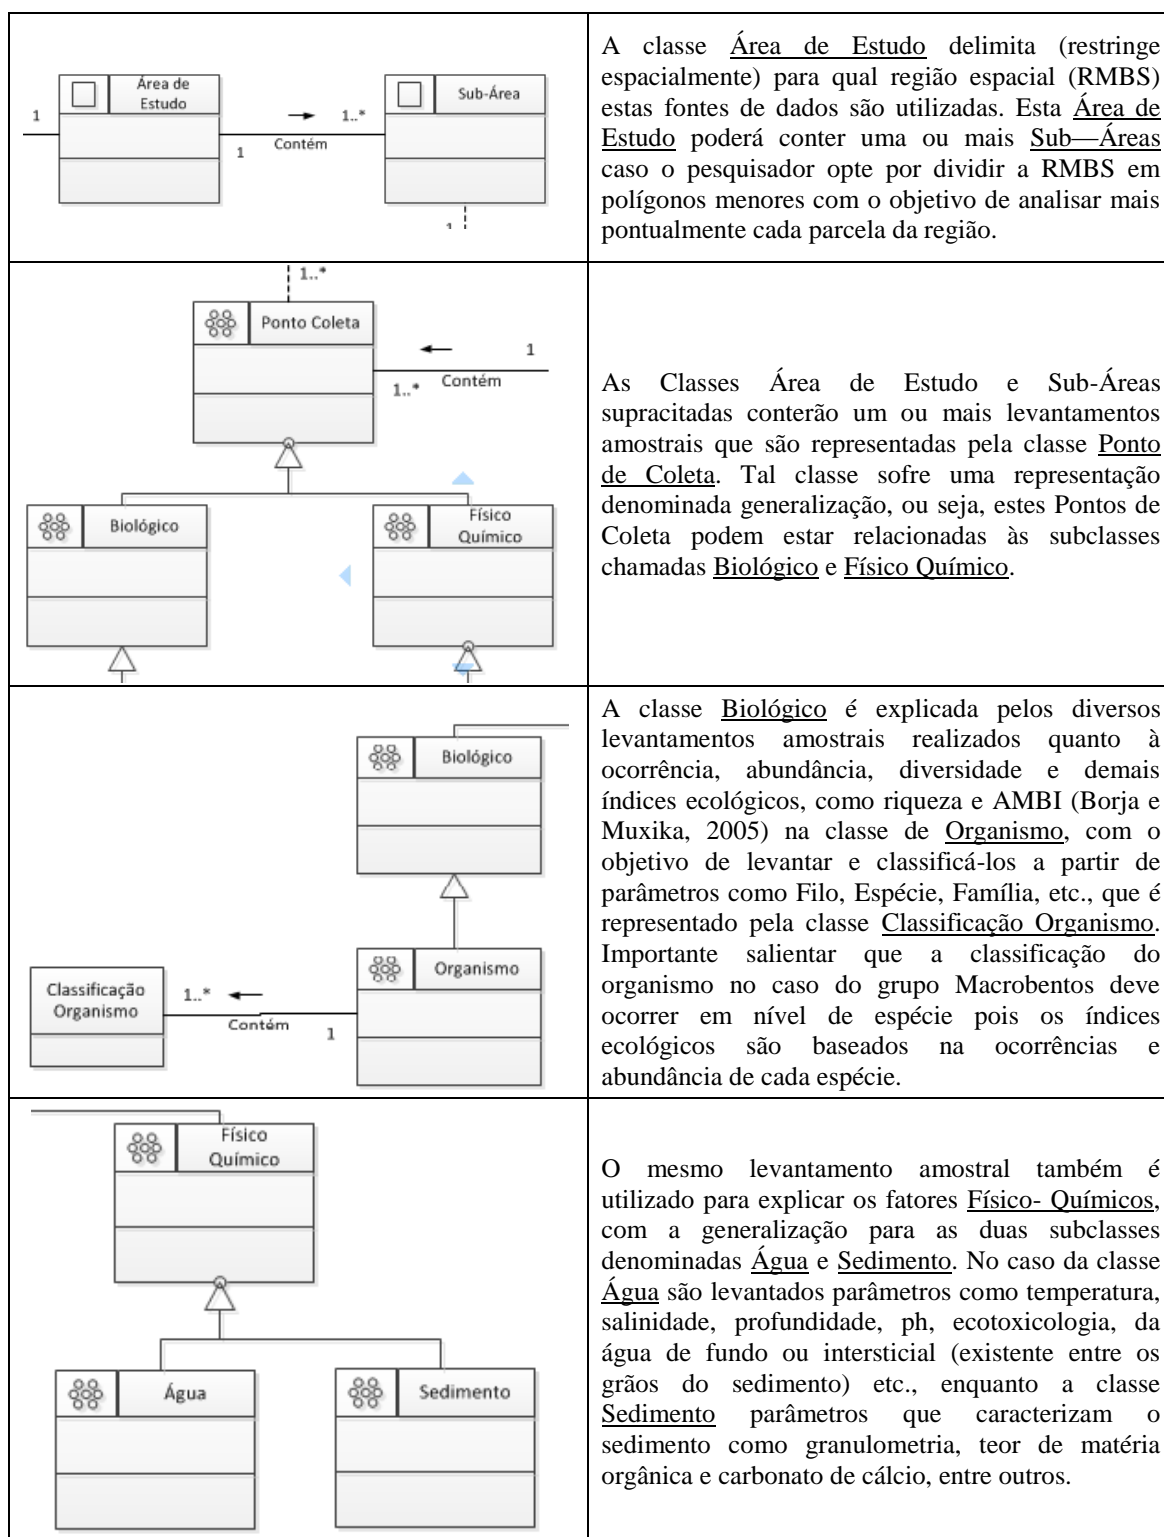 Área de
Estudo
Sub-Área
1
1..*
Contém
1
1
A classe Área de Estudo delimita (restringe
espacialmente) para qual região espacial (RMBS)
estas fontes de dados são utilizadas. Esta Área de
Estudo poderá conter uma ou mais Sub—Áreas
caso o pesquisador opte por dividir a RMBS em
polígonos menores com o objetivo de analisar mais
pontualmente cada parcela da região.
1..*
Ponto Coleta
1
1..*
Contém
Biológico
Físico
Químico
As Classes Área de Estudo e Sub-Áreas
supracitadas conterão um ou mais levantamentos
amostrais que são representadas pela classe Ponto
de Coleta. Tal classe sofre uma representação
denominada generalização, ou seja, estes Pontos de
Coleta podem estar relacionadas às subclasses
chamadas Biológico e Físico Químico.
Biológico
Organismo
Classificação
Organismo
1..*
Contém
1
A classe Biológico é explicada pelos diversos
levantamentos amostrais realizados quanto à
ocorrência, abundância, diversidade e demais
índices ecológicos, como riqueza e AMBI (Borja e
Muxika, 2005) na classe de Organismo, com o
objetivo de levantar e classificá-los a partir de
parâmetros como Filo, Espécie, Família, etc., que é
representado pela classe Classificação Organismo.
Importante salientar que a classificação do
organismo no caso do grupo Macrobentos deve
ocorrer em nível de espécie pois os índices
ecológicos são baseados na ocorrências e
abundância de cada espécie.
Físico
Químico
Água
Sedimento
O mesmo levantamento amostral também é
utilizado para explicar os fatores Físico- Químicos,
com a generalização para as duas subclasses
denominadas Água e Sedimento. No caso da classe
Água são levantados parâmetros como temperatura,
salinidade, profundidade, ph, ecotoxicologia, da
água de fundo ou intersticial (existente entre os
grãos do sedimento) etc., enquanto a classe
Sedimento parâmetros que caracterizam o
sedimento como granulometria, teor de matéria
orgânica e carbonato de cálcio, entre outros.